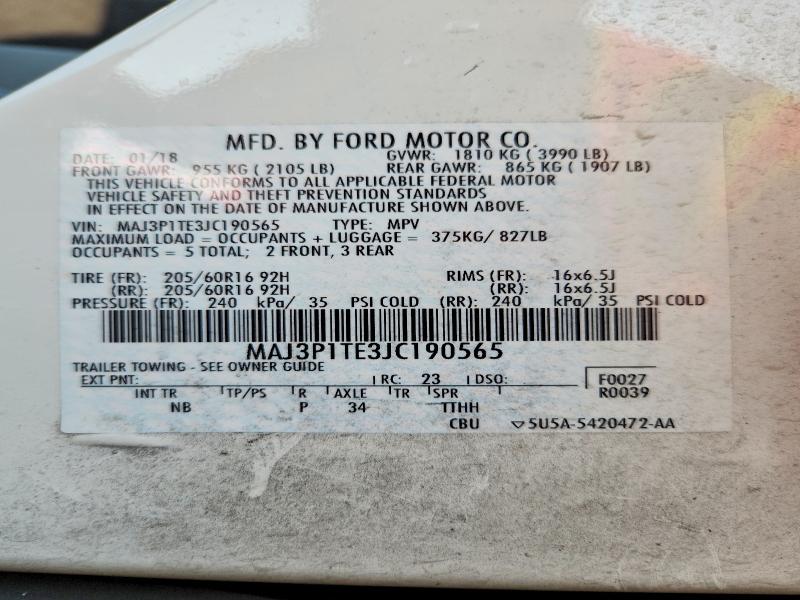 MFD. BY FORD MOTOR CO.
DATE: 01/18 GVWR: 1810 KG ( 3990 LB)
FRONT GAWR: 955 KG ( 2105 LB) REAR GAWR: 865 KG ( 1907 LB)
THIS VEHICLE CONFORMS TO ALL APPLICABLE FEDERAL MOTOR
VEHICLE SAFETY AND THEFT PREVENTION STANDARDS
IN EFFECT ON THE DATE OF MANUFACTURE SHOWN ABOVE.
VIN: MAJ3P1TE3JC190565 TYPE: MPV
MAXIMUM LOAD = OCCUPANTS + LUGGAGE = 375KG/ 827LB
OCCUPANTS = 5 TOTAL; 2 FRONT, 3 REAR
TIRE (FR): 205/60R16 92H RIMS (FR): 16x6.5J
(RR): 205/60R16 92H (RR): 16x6.5J
PRESSURE (FR): 240 kPa/ 35 PSI COLD (RR): 240 kPa/ 35 PSI COLD
MAJ3P1TE3JC190565
TRAILER TOWING - SEE OWNER GUIDE
EXT PNT: RC: 23 DSO: F0027
INT TR TP/PS R AXLE TR SPR R0039
NB P 34 TTHH
CBU ▽5U5A-5420472-AA